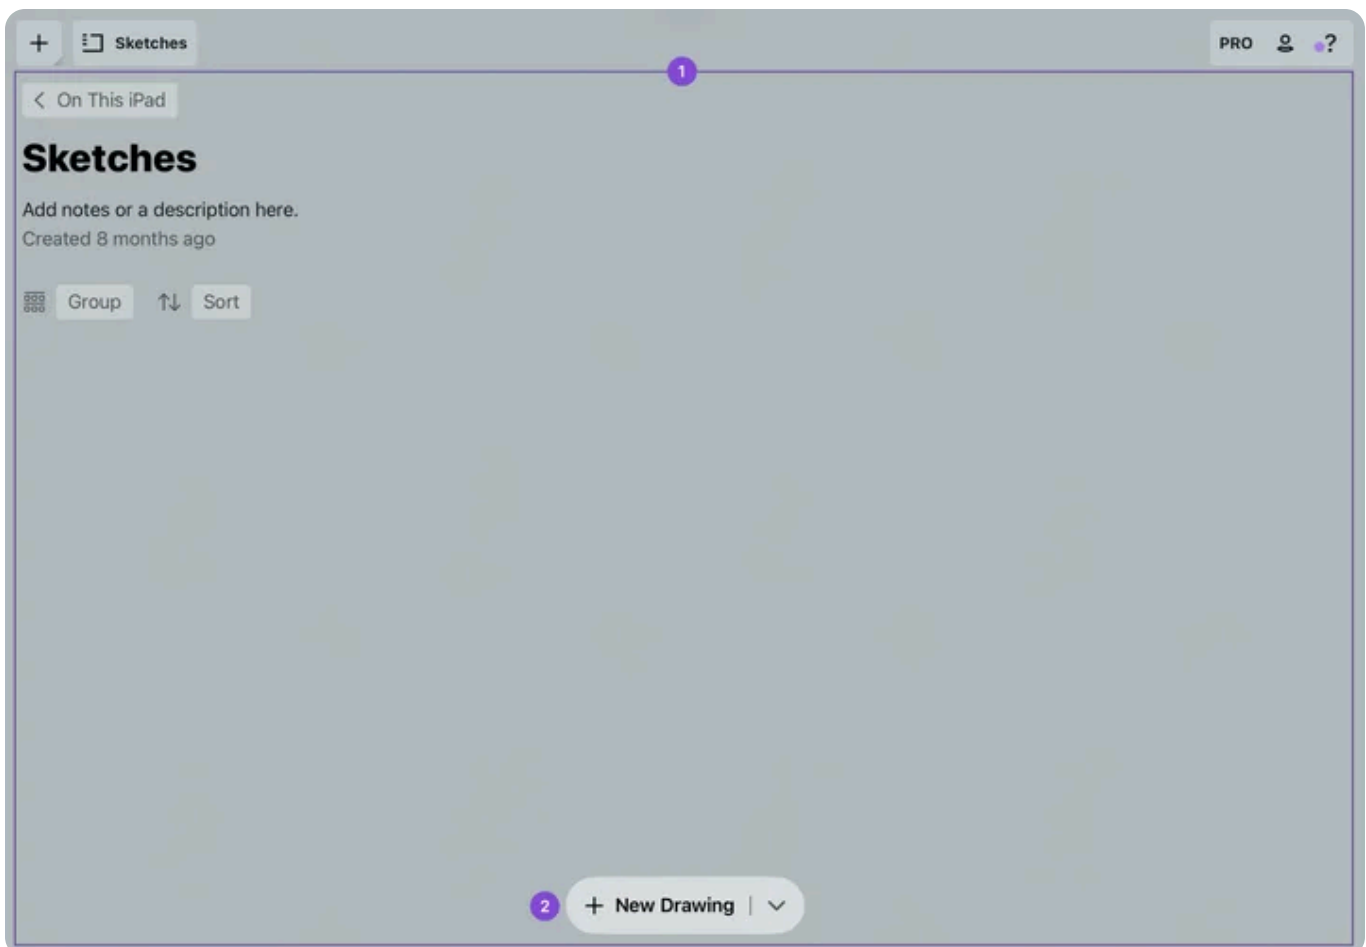 Sketches
PRO
?
1
On This iPad
Sketches
Add notes or a description here.
Created 8 months ago
Group
Sort
2
+ New Drawing